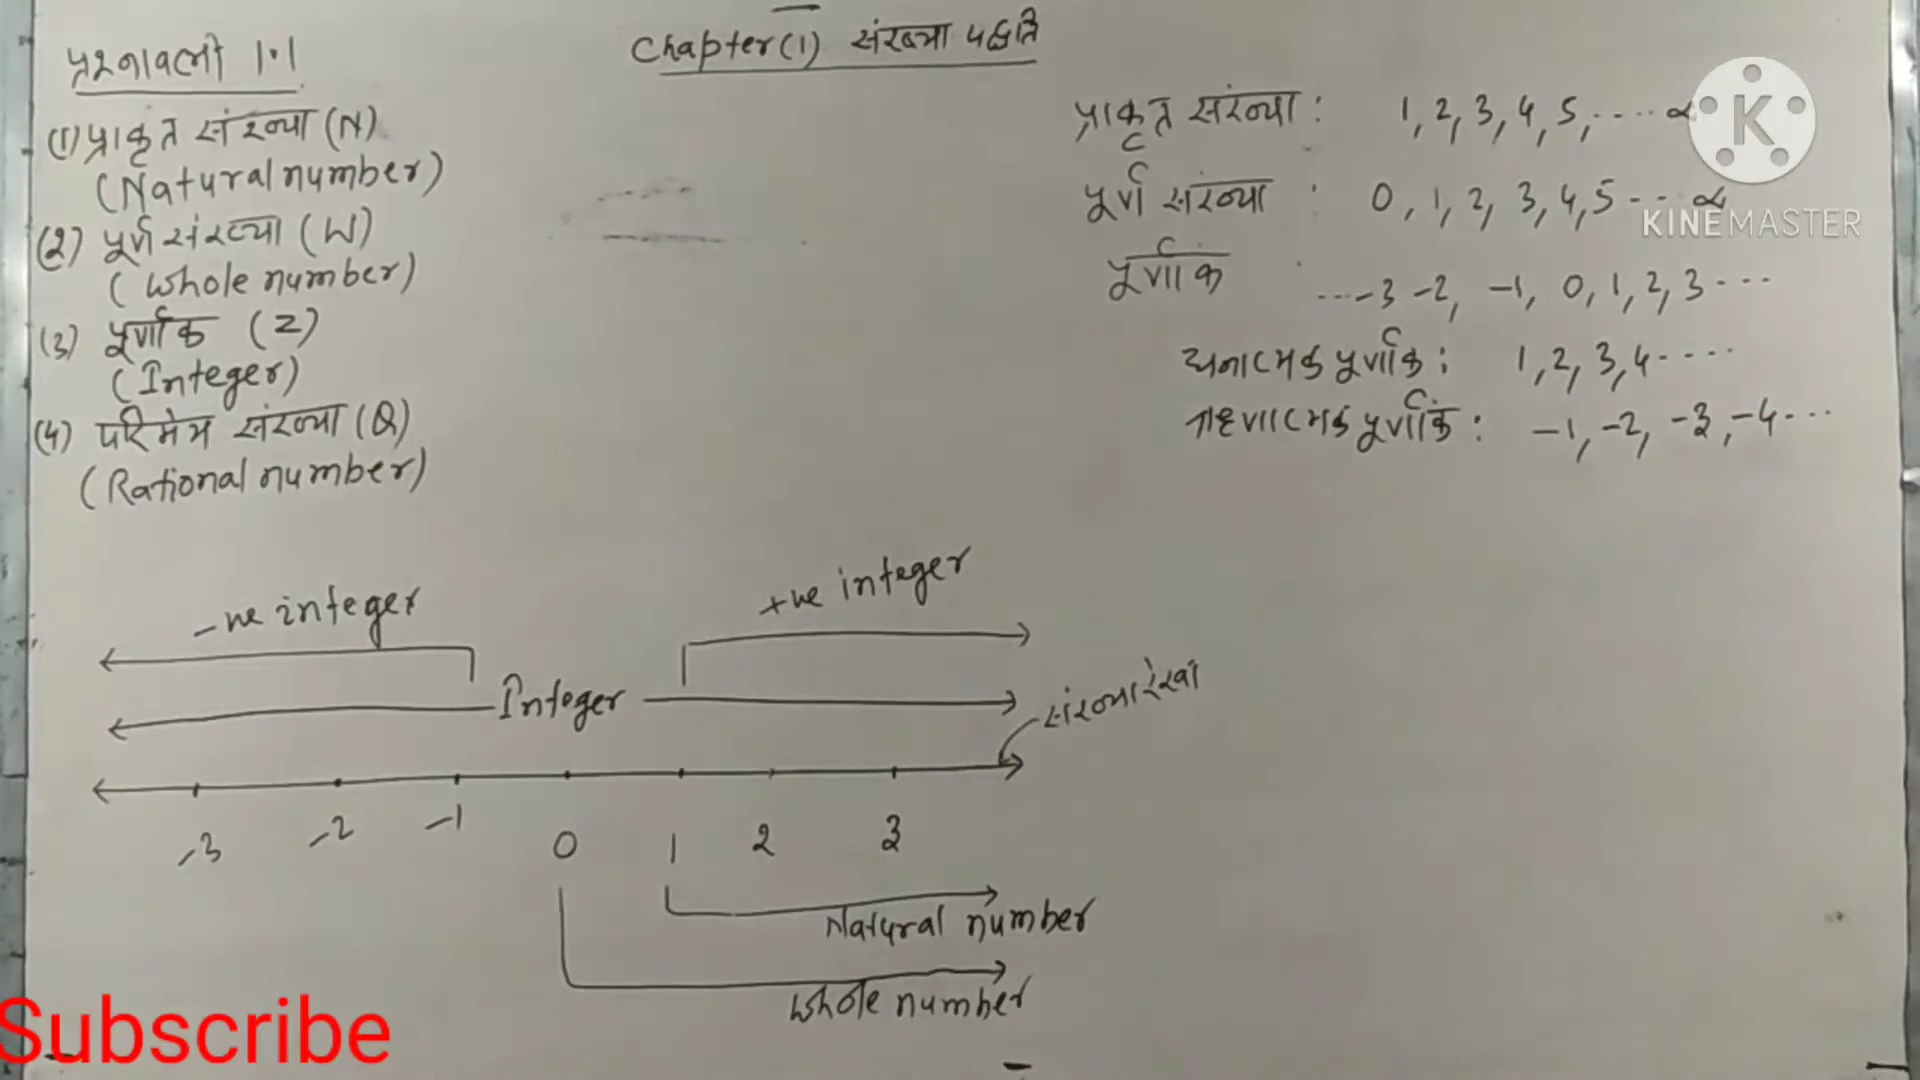 Chapter(1) संख्या पद्धति
प्रश्नावली 1.1
(1) प्राकृत संख्या (N)
(Natural number)
(2) पूर्ण संख्या (W)
(Whole number)
(3) पूर्णांक (Z)
(Integer)
(4) परिमेय संख्या (Q)
(Rational number)
प्राकृत संख्या : 1, 2, 3, 4, 5, .... ∝
पूर्ण संख्या : 0, 1, 2, 3, 4, 5 --- ∝
पूर्णांक : ...-3 -2, -1, 0, 1, 2, 3 ...
धनात्मक पूर्णांक : 1, 2, 3, 4 ....
ऋणात्मक पूर्णांक : -1, -2, -3, -4 ...
K
KINEMASTER
-ve integer
+ve integer
Integer
संख्या रेखा
-3 -2 -1 0 1 2 3
Natural number
Whole number
Subscribe